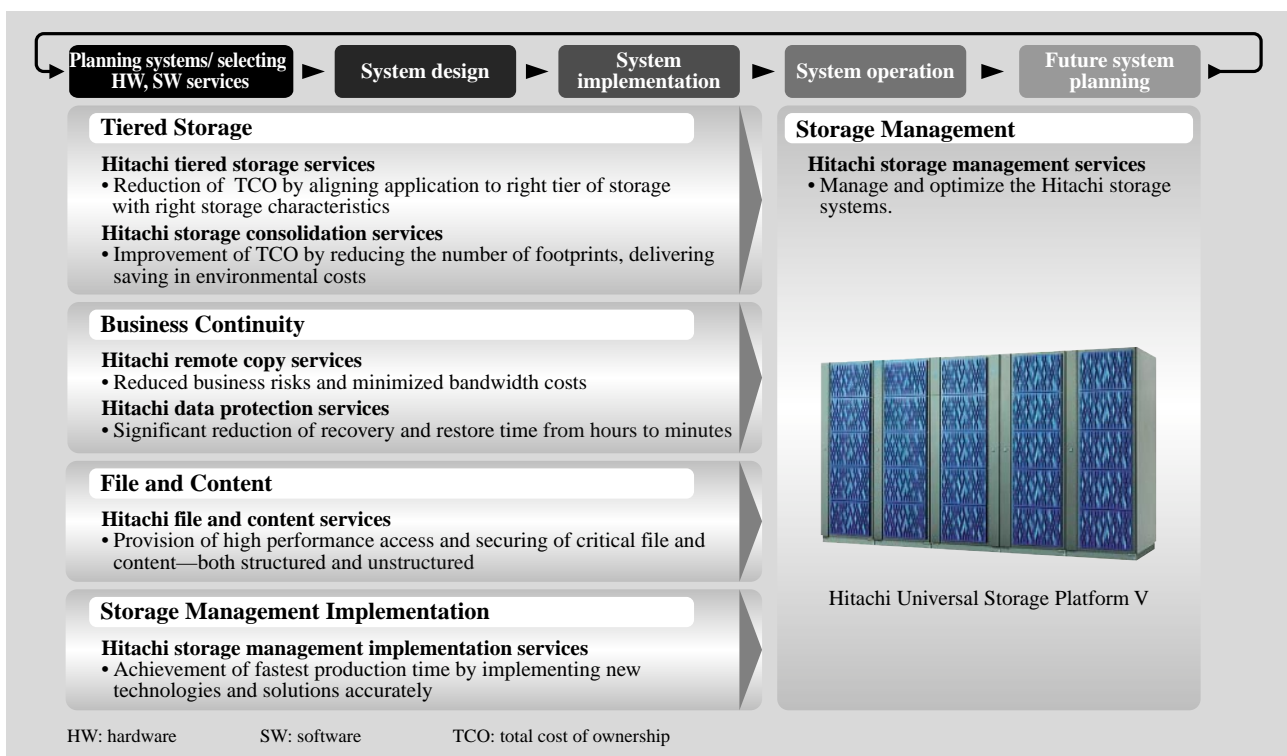 Planning systems/ selecting
HW, SW services
System design
System
implementation
System operation
Future system
planning
Tiered Storage
Hitachi tiered storage services
• Reduction of TCO by aligning application to right tier of storage
with right storage characteristics
Hitachi storage consolidation services
• Improvement of TCO by reducing the number of footprints, delivering
saving in environmental costs
Business Continuity
Hitachi remote copy services
• Reduced business risks and minimized bandwidth costs
Hitachi data protection services
• Significant reduction of recovery and restore time from hours to minutes
File and Content
Hitachi file and content services
• Provision of high performance access and securing of critical file and
content—both structured and unstructured
Storage Management Implementation
Hitachi storage management implementation services
• Achievement of fastest production time by implementing new
technologies and solutions accurately
Storage Management
Hitachi storage management services
• Manage and optimize the Hitachi storage
systems.
Hitachi Universal Storage Platform V
HW: hardware SW: software TCO: total cost of ownership